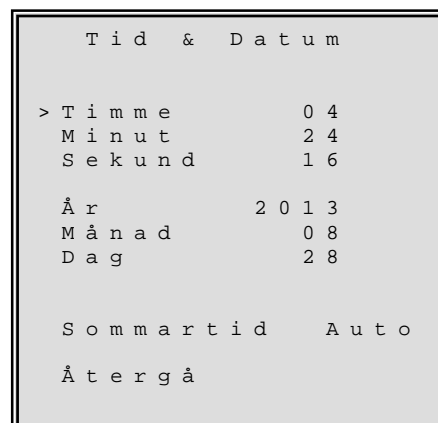 Tid & Datum
> Timme 04
Minut 24
Sekund 16
År 2013
Månad 08
Dag 28
Sommartid Auto
Återgå